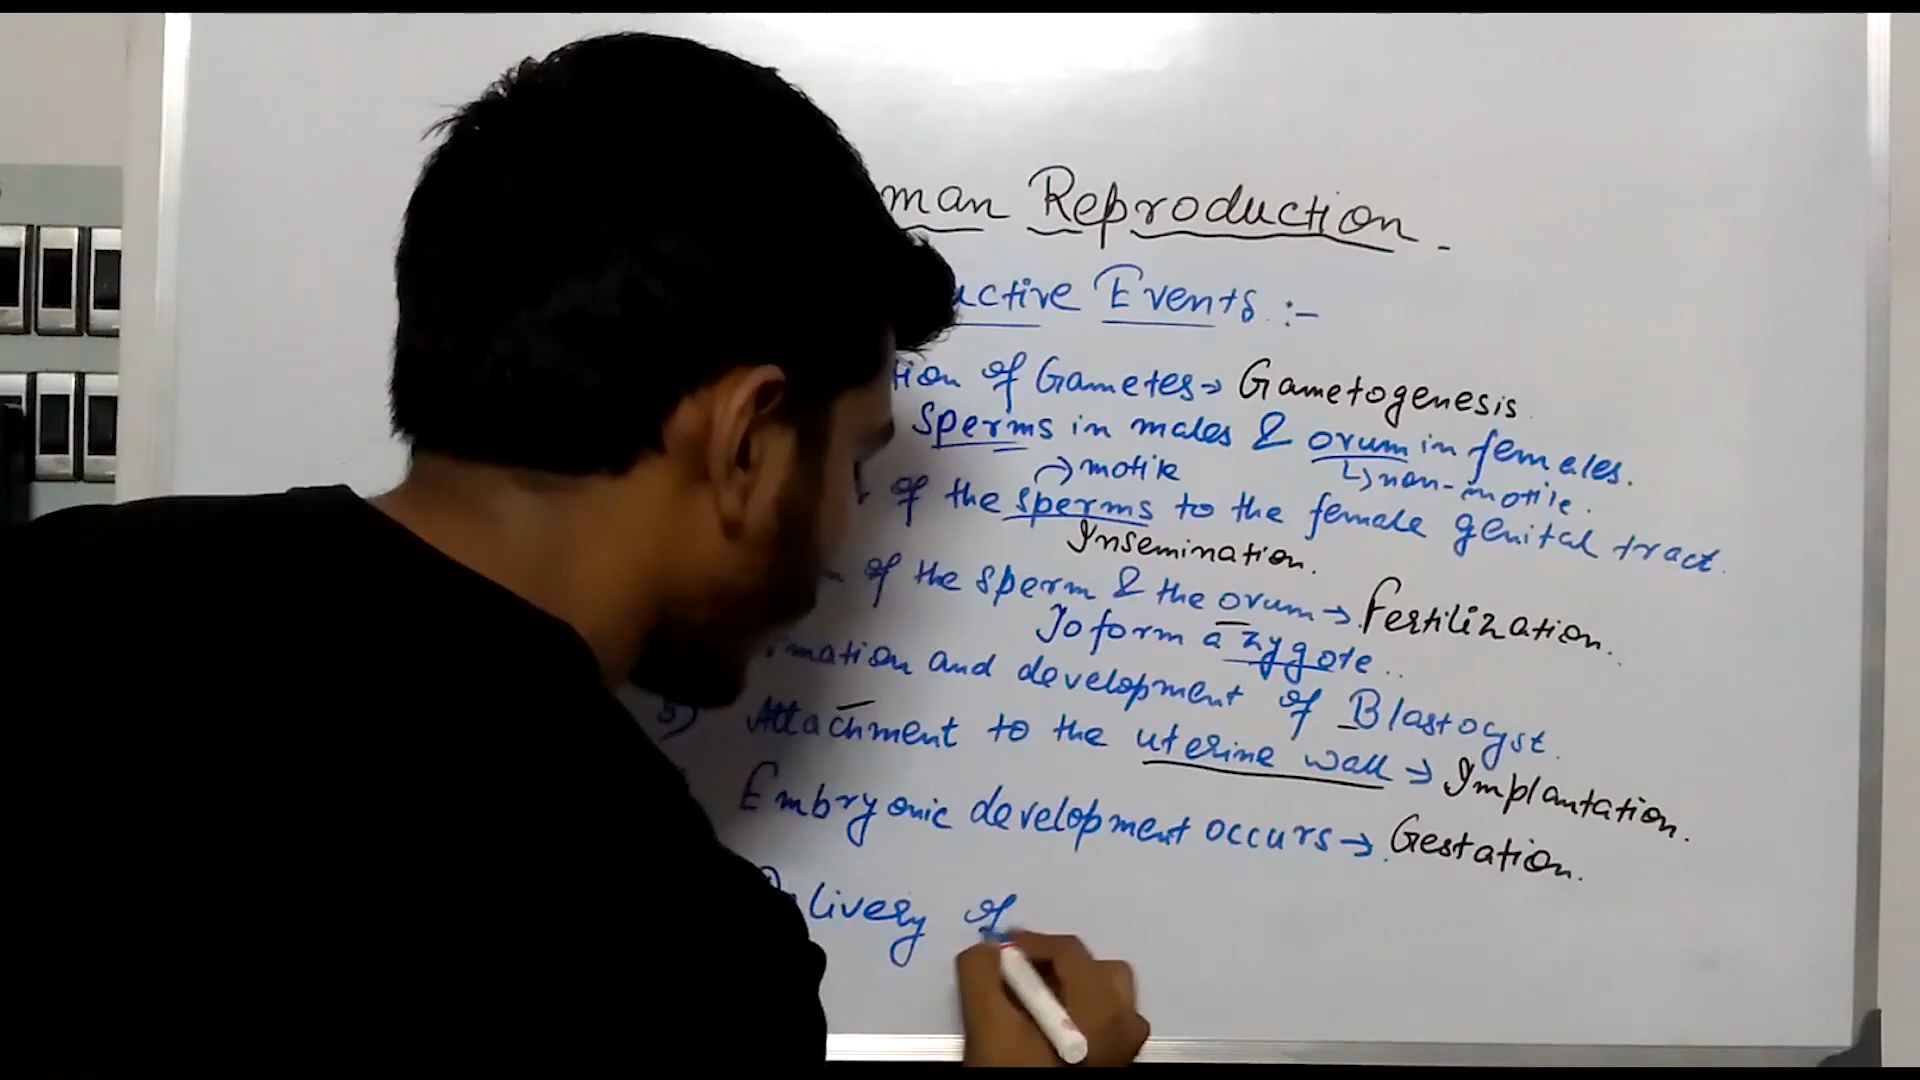 man Reproduction.
uctive Events :-
tion of Gametes → Gametogenesis.
Sperms in males & ovum in females.
↪ motile ↳ non-motile.
of the sperms to the female genital tract.
Insemination.
of the sperm & the ovum → Fertilization.
To form a zygote..
mation and development of Blastocyst.
5) Attachment to the uterine wall → Implantation.
Embryonic development occurs → Gestation.
Delivery of